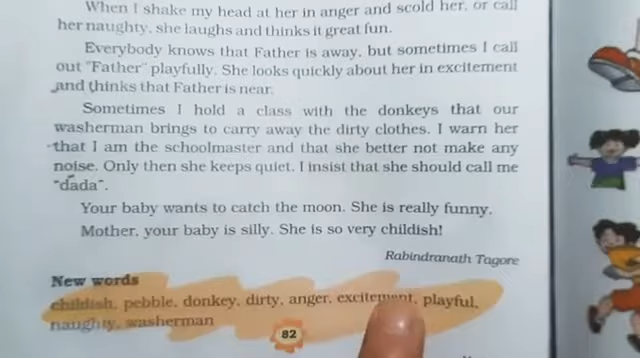 When I shake my head at her in anger and scold her, or call
her naughty, she laughs and thinks it great fun.
Everybody knows that Father is away, but sometimes I call
out "Father" playfully. She looks quickly about her in excitement
and thinks that Father is near.
Sometimes I hold a class with the donkeys that our
washerman brings to carry away the dirty clothes. I warn her
that I am the schoolmaster and that she better not make any
noise. Only then she keeps quiet. I insist that she should call me
"dada".
Your baby wants to catch the moon. She is really funny.
Mother, your baby is silly. She is so very childish!
Rabindranath Tagore
New words
childish, pebble, donkey, dirty, anger, excitement, playful,
naughty, washerman
82